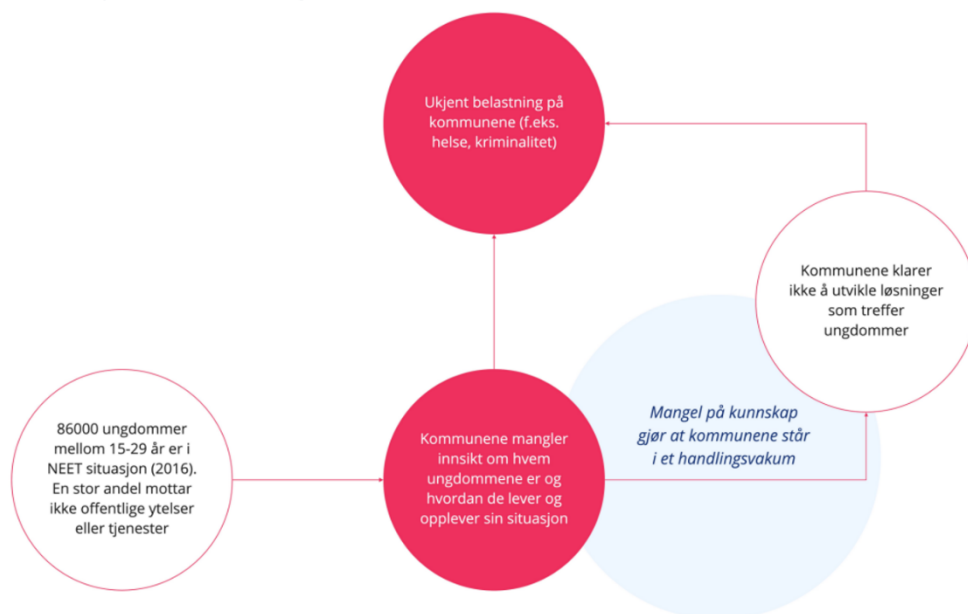 Ukjent belastning på
kommunene (f.eks.
helse, kriminalitet)
Kommunene klarer
ikke å utvikle løsninger
som treffer
ungdommer
86000 ungdommer
mellom 15-29 år er i
NEET situasjon (2016).
En stor andel mottar
ikke offentlige ytelser
eller tjenester
Kommunene mangler
innsikt om hvem
ungdommene er og
hvordan de lever og
opplever sin situasjon
Mangel på kunnskap
gjør at kommunene står
i et handlingsvakum